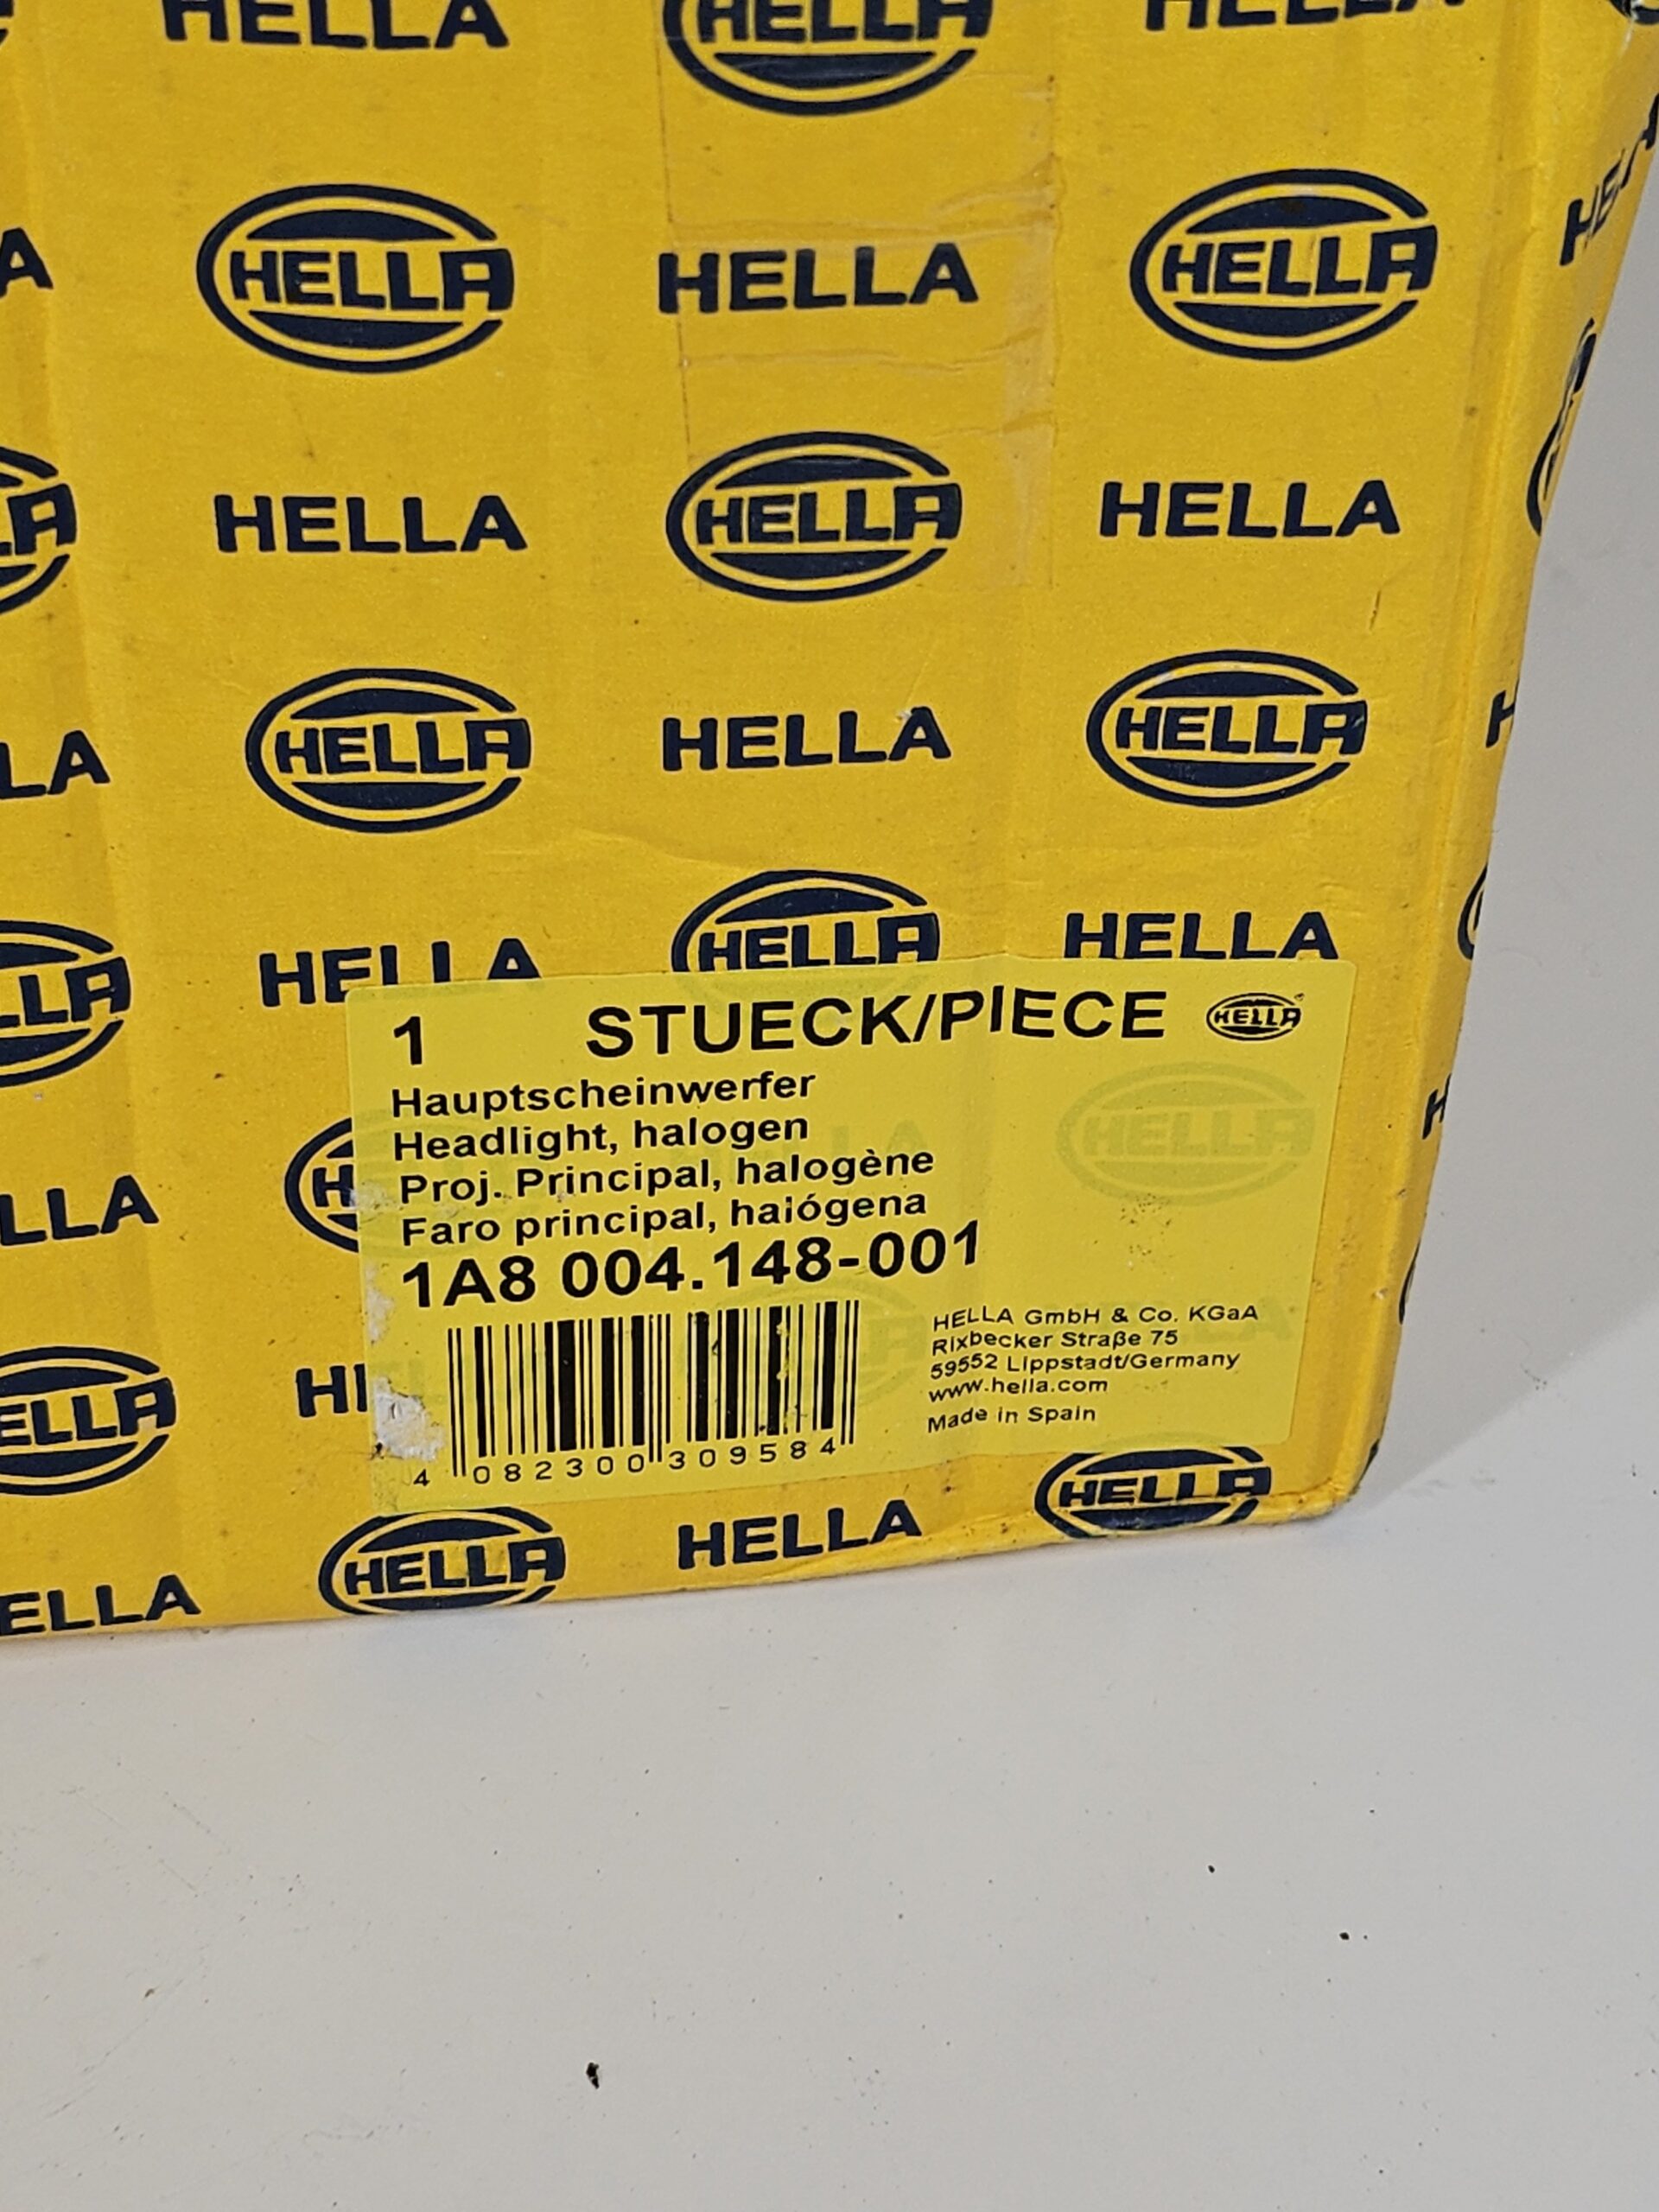 HELLA HELLA HELLA
HELLA HELLA HELLA HELLA
HELLA HELLA HELLA
HELLA HELLA HELLA
HELLA HELLA HELLA
1 STUECK/PIECE HELLA
Hauptscheinwerfer
Headlight, halogen
Proj. Principal, halogène
Faro principal, halógena
1A8 004.148-001
4 082300 309584
HELLA GmbH & Co. KGaA
Rixbecker Straße 75
59552 Lippstadt/Germany
www.hella.com
Made in Spain
HELLA HELLA HELLA